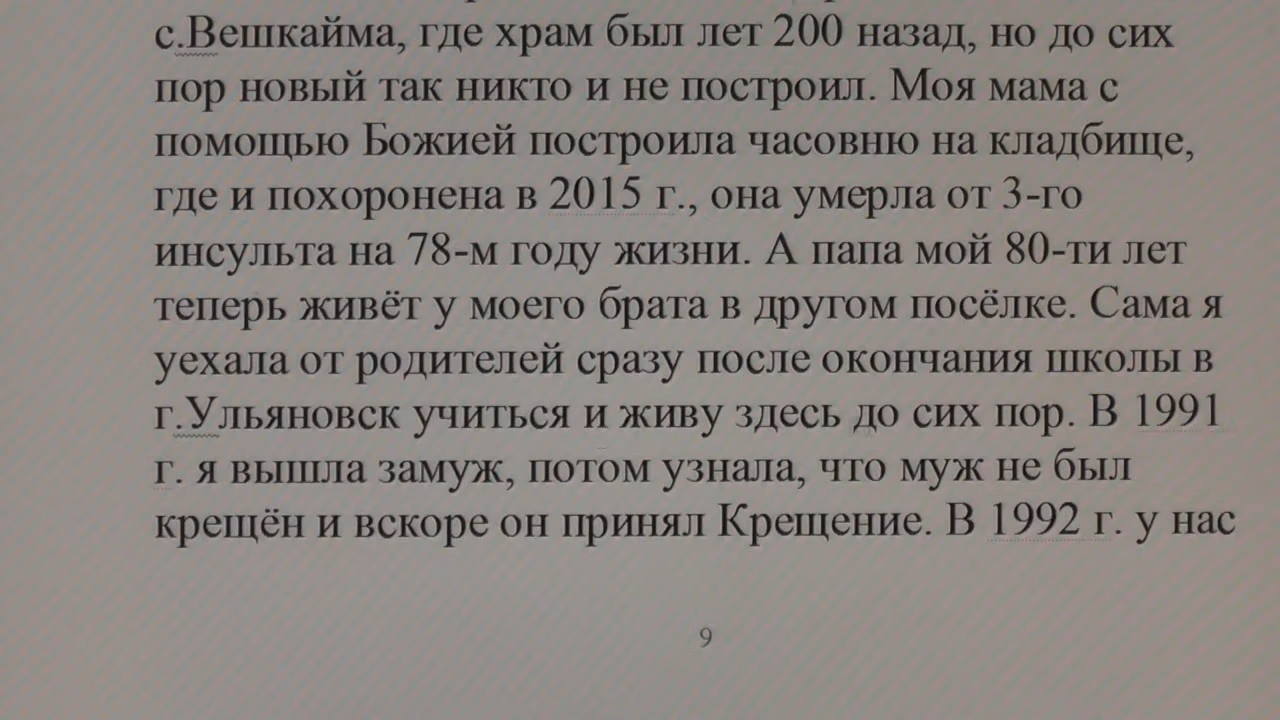 с.Вешкайма, где храм был лет 200 назад, но до сих
пор новый так никто и не построил. Моя мама с
помощью Божией построила часовню на кладбище,
где и похоронена в 2015 г., она умерла от 3-го
инсульта на 78-м году жизни. А папа мой 80-ти лет
теперь живёт у моего брата в другом посёлке. Сама я
уехала от родителей сразу после окончания школы в
г.Ульяновск учиться и живу здесь до сих пор. В 1991
г. я вышла замуж, потом узнала, что муж не был
крещён и вскоре он принял Крещение. В 1992 г. у нас
9